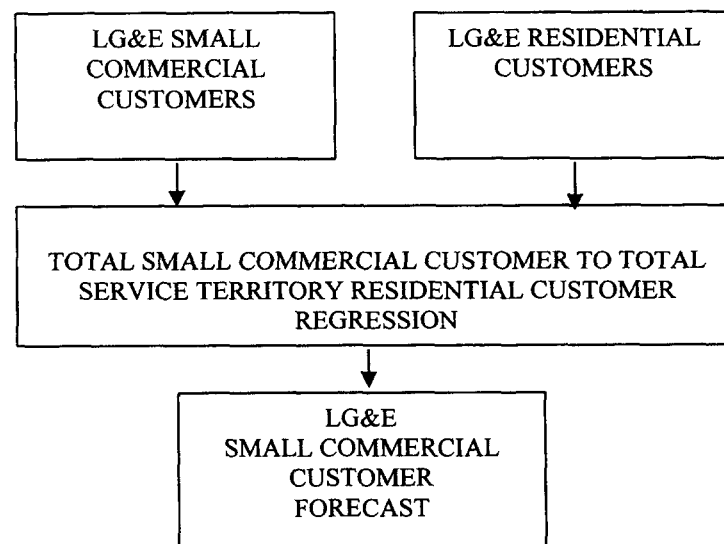 LG&E SMALL
COMMERCIAL
CUSTOMERS
LG&E RESIDENTIAL
CUSTOMERS
TOTAL SMALL COMMERCIAL CUSTOMER TO TOTAL
SERVICE TERRITORY RESIDENTIAL CUSTOMER
REGRESSION
LG&E
SMALL COMMERCIAL
CUSTOMER
FORECAST